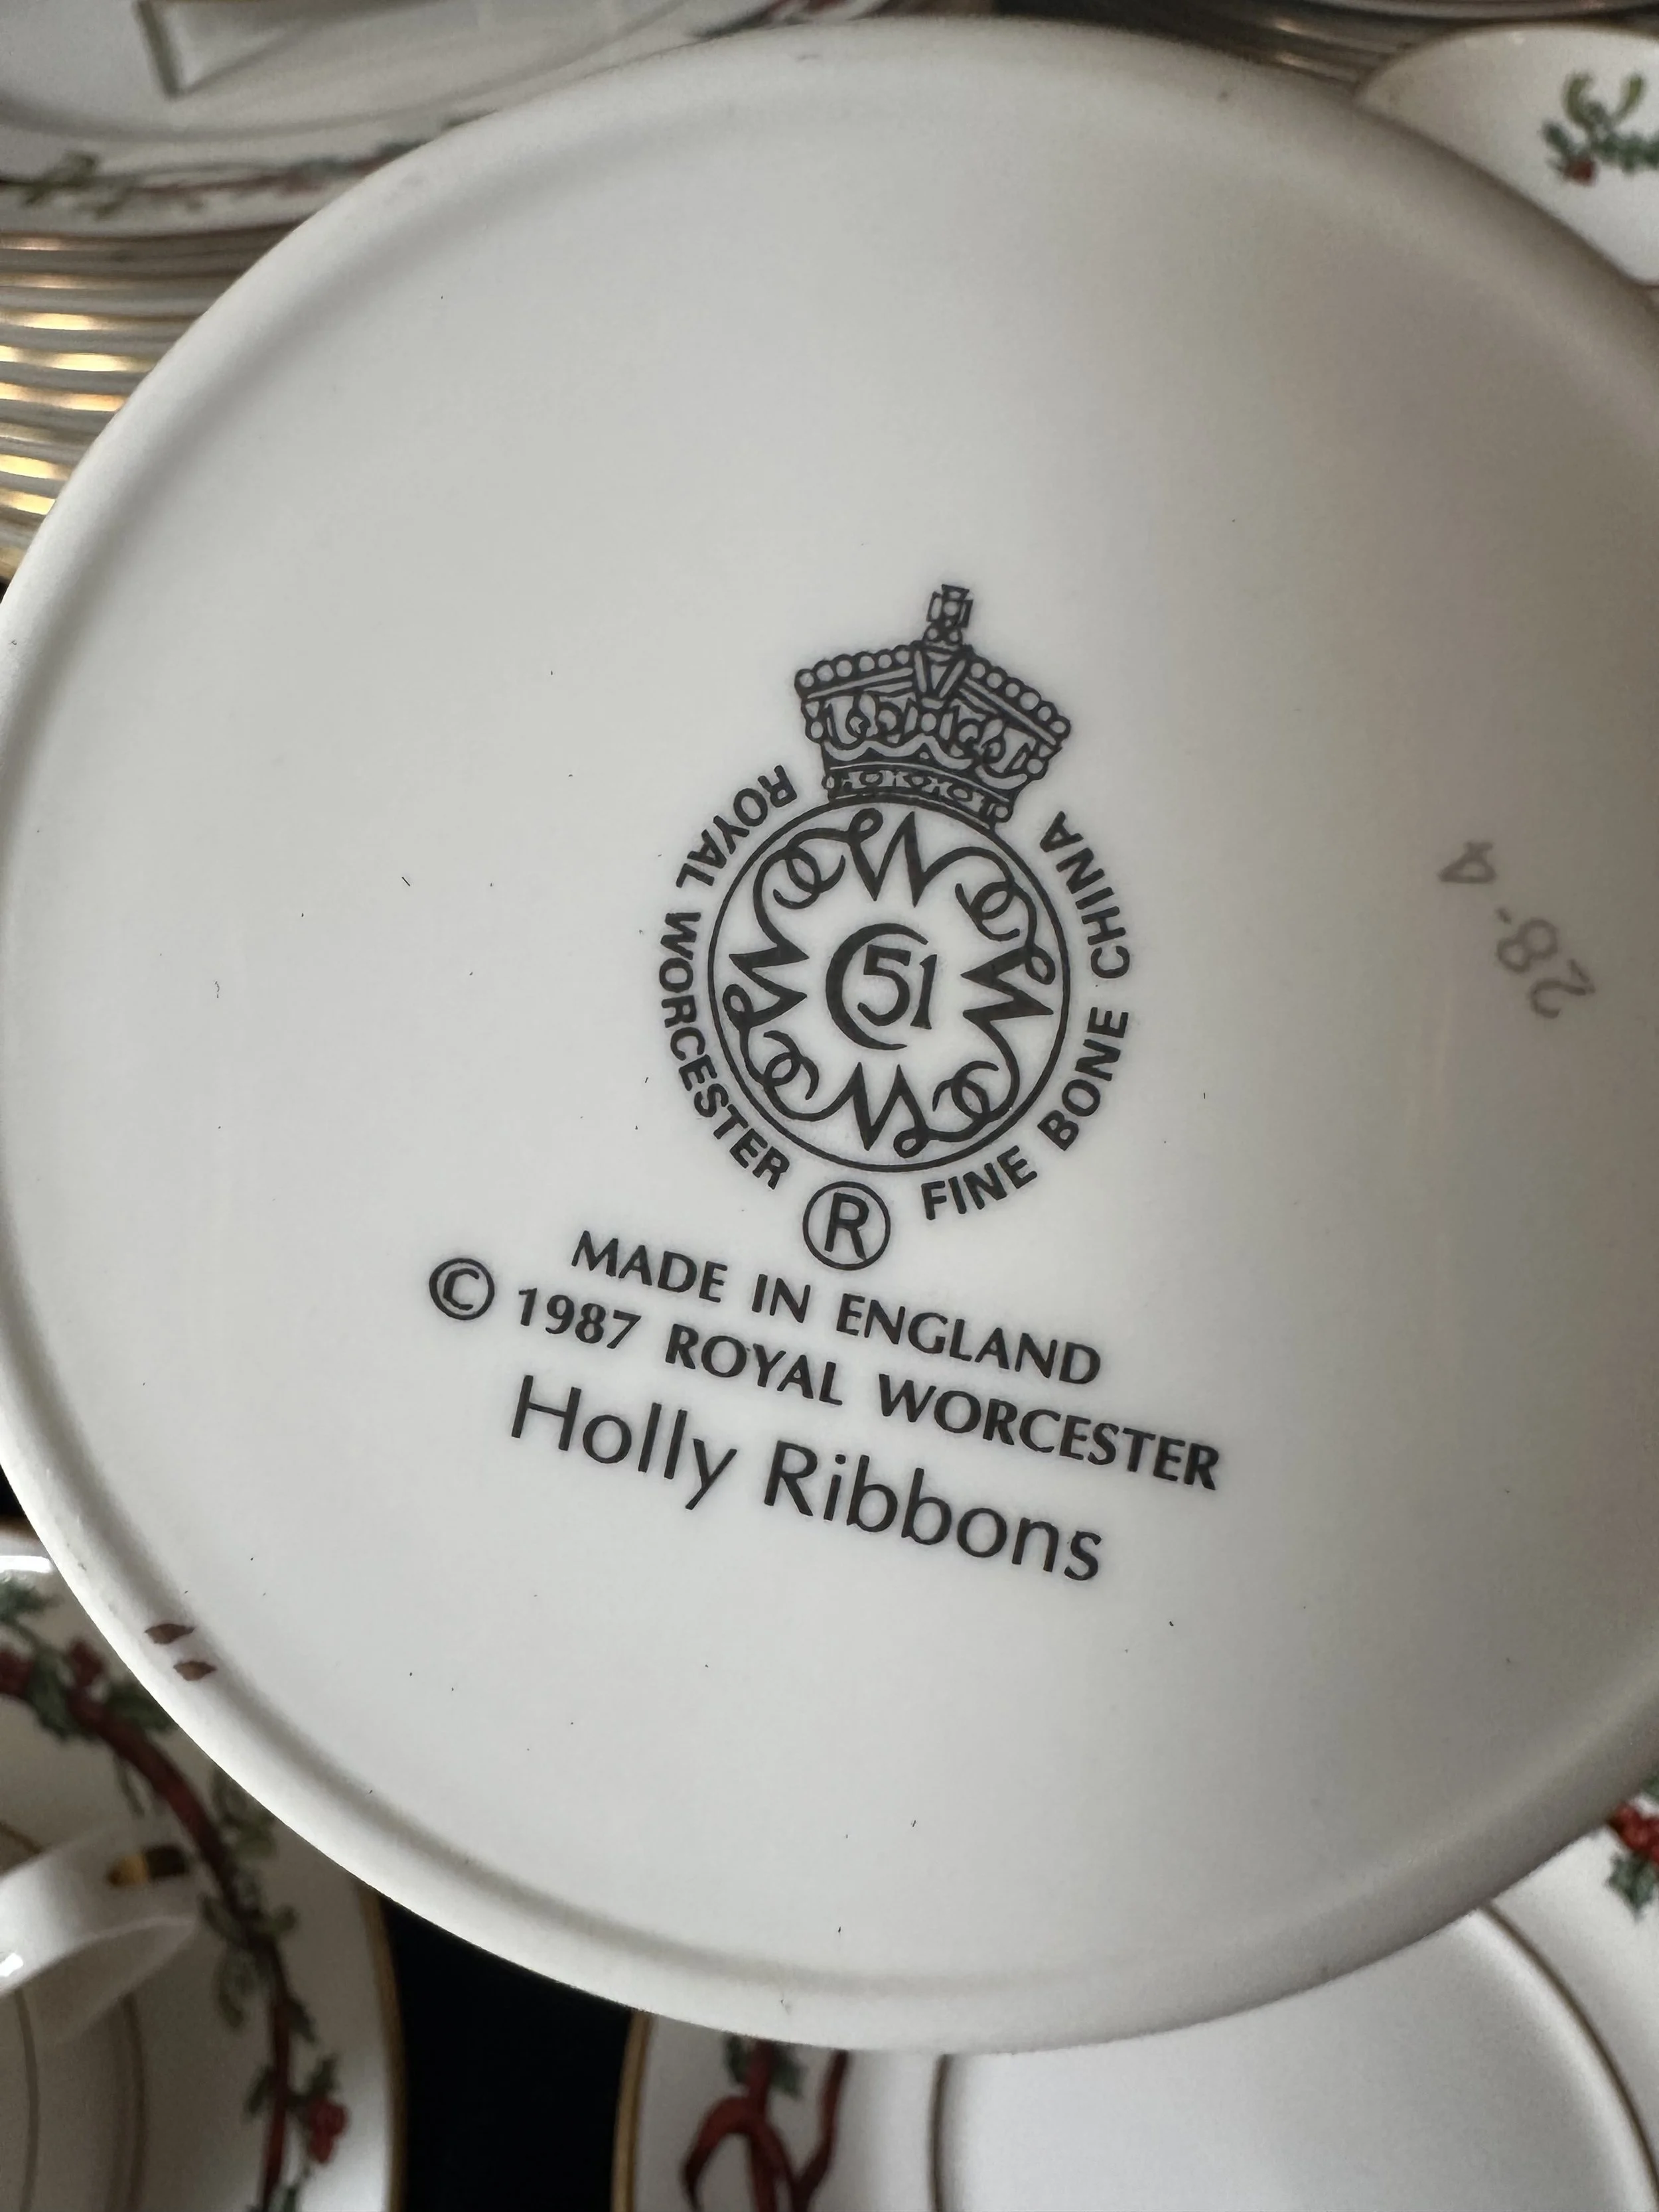 ROYAL WORCESTER
FINE BONE CHINA
51
®
MADE IN ENGLAND
© 1987 ROYAL WORCESTER
Holly Ribbons
28-4